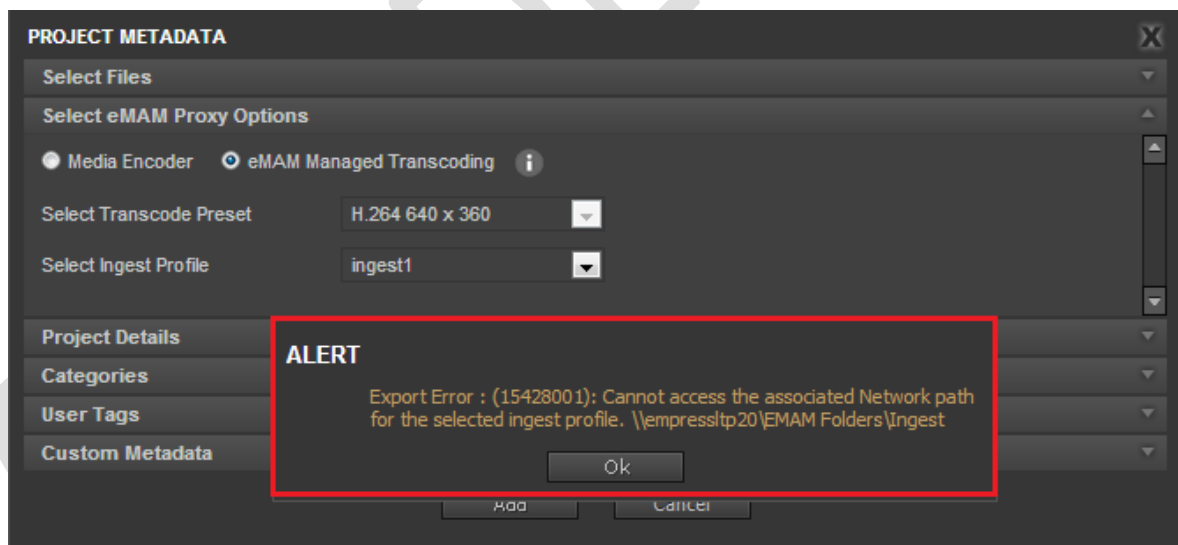 PROJECT METADATA X
Select Files
Select eMAM Proxy Options
Media Encoder eMAM Managed Transcoding i
Select Transcode Preset H.264 640 x 360
Select Ingest Profile ingest1
Project Details
Categories
User Tags
Custom Metadata
ALERT
Export Error : (15428001): Cannot access the associated Network path
for the selected ingest profile. \\empressltp20\EMAM Folders\Ingest
Ok
Add Cancel